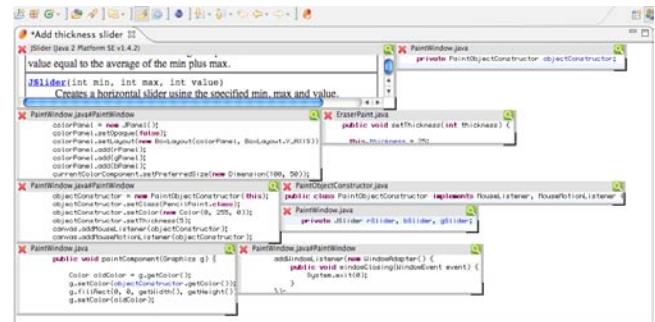 *Add thickness slider
JSlider (Java 2 Platform SE v1.4.2)
value equal to the average of the min plus max.
JSlider(int min, int max, int value)
Creates a horizontal slider using the specified min, max and value.
PaintWindow.java
private PaintObjectConstructor objectConstructor;
PaintWindow.java#PaintWindow
colorPanel = new JPanel();
colorPanel.setOpaque(false);
colorPanel.setLayout(new BoxLayout(colorPanel, BoxLayout.Y_AXIS))
colorPanel.add(rPanel);
colorPanel.add(gPanel);
colorPanel.add(bPanel);
currentColorComponent.setPreferredSize(new Dimension(100, 50));
EraserPaint.java
public void setThickness(int thickness) {
this.thickness = 25;
PaintWindow.java#PaintWindow
objectConstructor = new PaintObjectConstructor(this);
objectConstructor.setClass(PencilPaint.class);
objectConstructor.setColor(new Color(0, 255, 0));
objectConstructor.setThickness(5);
canvas.addMouseListener(objectConstructor);
canvas.addMouseMotionListener(objectConstructor);
PaintObjectConstructor.java
public class PaintObjectConstructor implements MouseListener, MouseMotionListener {
PaintWindow.java
private JSlider rSlider, bSlider, gSlider;
PaintWindow.java
public void paintComponent(Graphics g) {
Color oldColor = g.getColor();
g.setColor(objectConstructor.getColor());
g.fillRect(0, 0, getWidth(), getHeight()
g.setColor(oldColor);
PaintWindow.java#PaintWindow
addWindowListener(new WindowAdapter() {
public void windowClosing(WindowEvent event) {
System.exit(0);
}